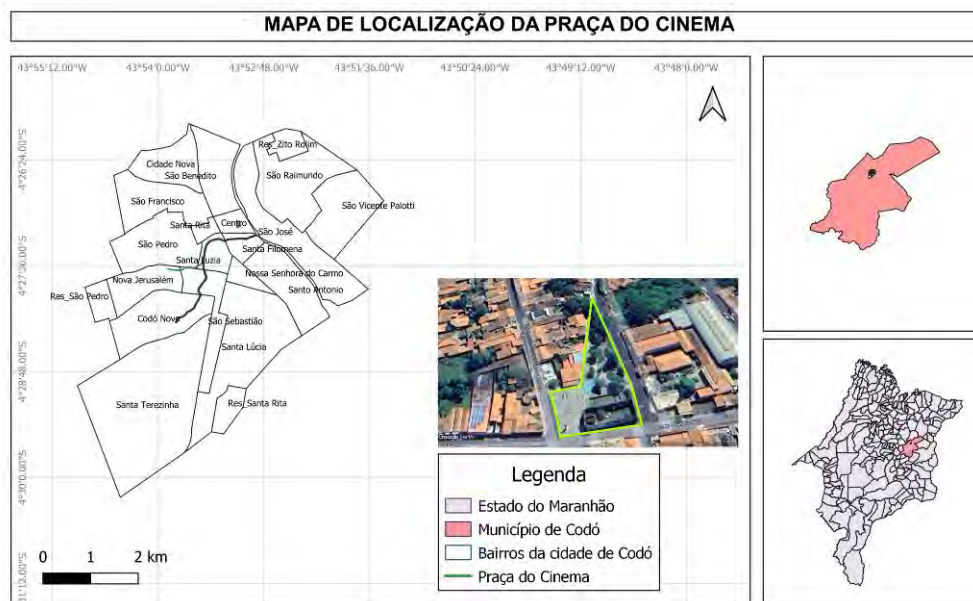 MAPA DE LOCALIZAÇÃO DA PRAÇA DO CINEMA
43°55'12.00"W 43°54'0.00"W 43°52'48.00"W 43°51'36.00"W 43°50'24.00"W 43°49'12.00"W 43°48'0.00"W
4°26'24.00"S
4°28'48.00"S
4°30'0.00"S
Res_Zito Rolim
Cidade Nova
São Benedito
São Raimundo
São Francisco
São Vicente Palotti
Santa Rita
Centro
São José
São Pedro
Santa Filomena
Santa Luzia
Nova Jerusalém
Nossa Senhora do Carmo
Santo Antonio
Res_São Pedro
Codó Novo
São Sebastião
Santa Lúcia
Santa Terezinha
Res_Santa Rita
Google Earth
Legenda
Estado do Maranhão
Município de Codó
Bairros da cidade de Codó
Praça do Cinema
0 1 2 km